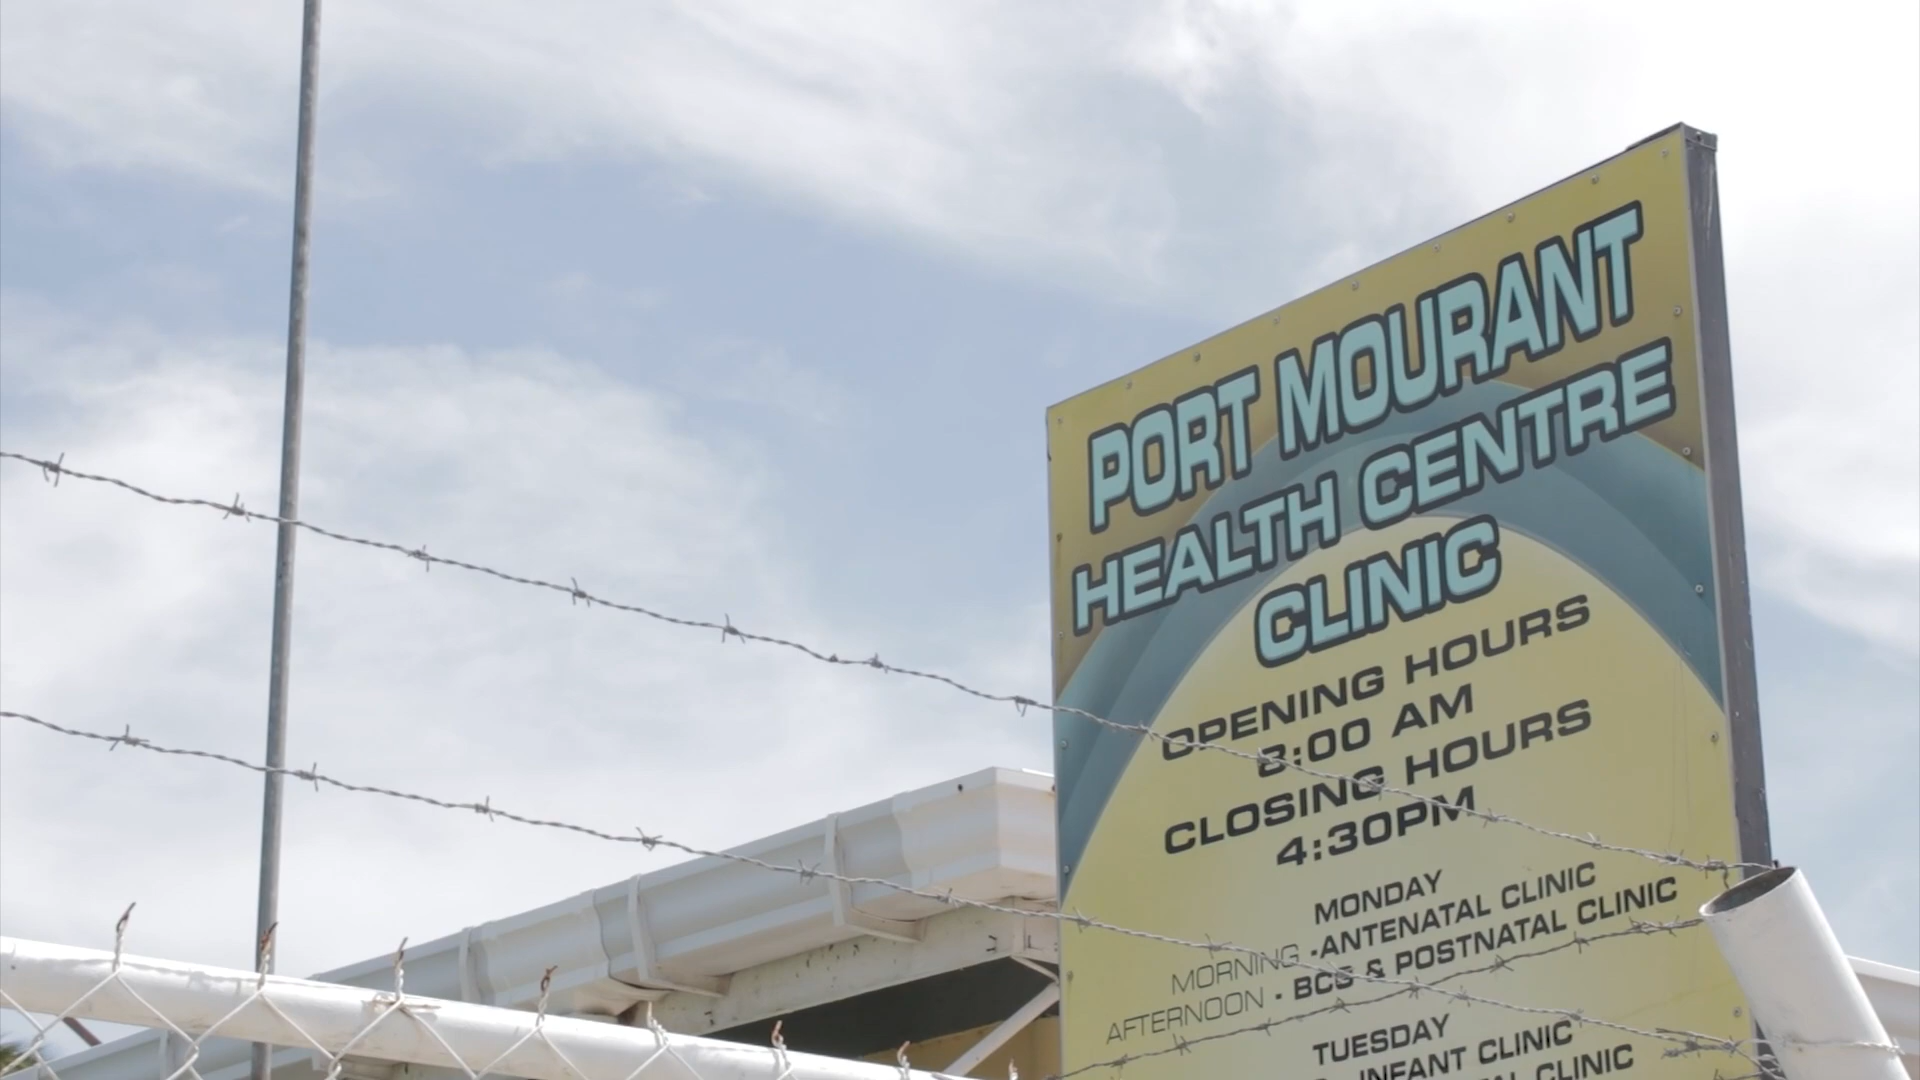 PORT MOURANT
HEALTH CENTRE
CLINIC
OPENING HOURS
8:00 AM
CLOSING HOURS
4:30PM
MONDAY
MORNING -ANTENATAL CLINIC
AFTERNOON - BCG & POSTNATAL CLINIC
TUESDAY
INFANT CLINIC
CLINIC